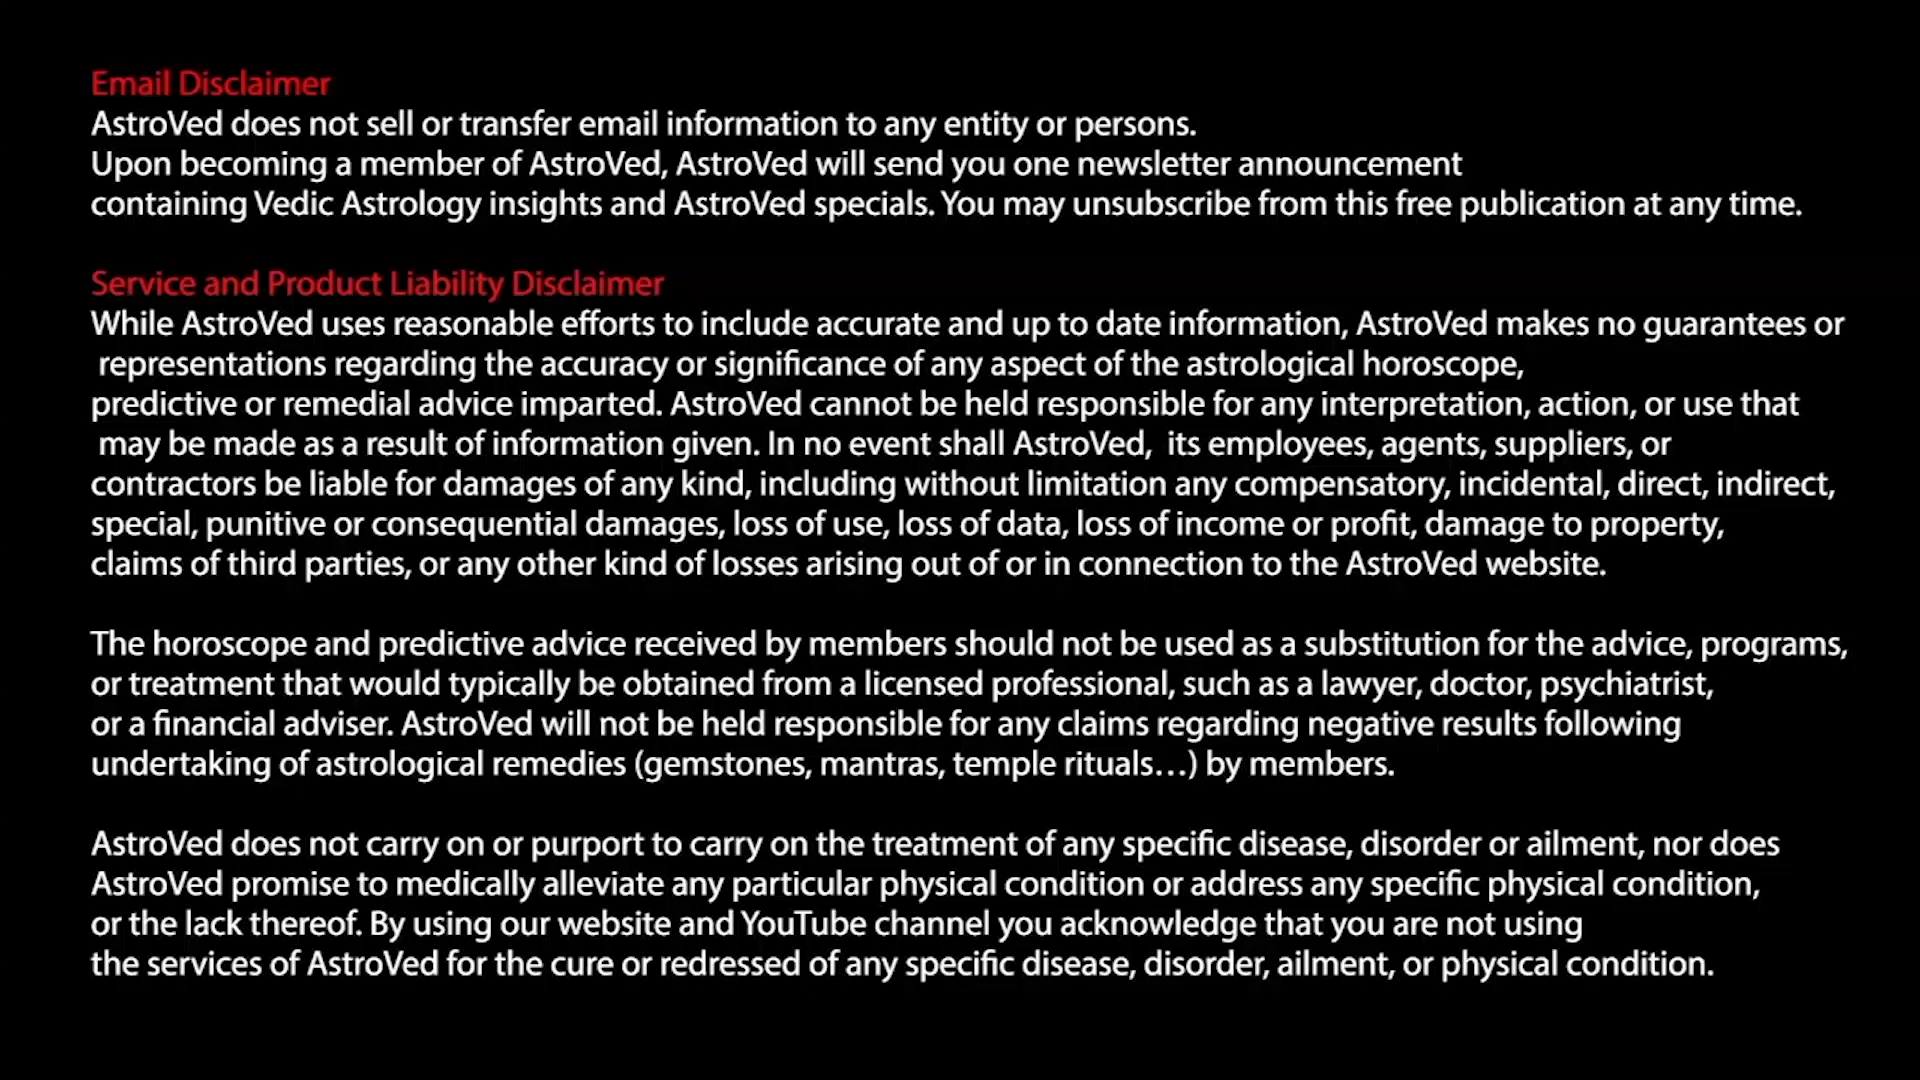 Email Disclaimer
AstroVed does not sell or transfer email information to any entity or persons.
Upon becoming a member of AstroVed, AstroVed will send you one newsletter announcement
containing Vedic Astrology insights and AstroVed specials. You may unsubscribe from this free publication at any time.
Service and Product Liability Disclaimer
While AstroVed uses reasonable efforts to include accurate and up to date information, AstroVed makes no guarantees or
representations regarding the accuracy or significance of any aspect of the astrological horoscope,
predictive or remedial advice imparted. AstroVed cannot be held responsible for any interpretation, action, or use that
may be made as a result of information given. In no event shall AstroVed,  its employees, agents, suppliers, or
contractors be liable for damages of any kind, including without limitation any compensatory, incidental, direct, indirect,
special, punitive or consequential damages, loss of use, loss of data, loss of income or profit, damage to property,
claims of third parties, or any other kind of losses arising out of or in connection to the AstroVed website.
The horoscope and predictive advice received by members should not be used as a substitution for the advice, programs,
or treatment that would typically be obtained from a licensed professional, such as a lawyer, doctor, psychiatrist,
or a financial adviser. AstroVed will not be held responsible for any claims regarding negative results following
undertaking of astrological remedies (gemstones, mantras, temple rituals…) by members.
AstroVed does not carry on or purport to carry on the treatment of any specific disease, disorder or ailment, nor does
AstroVed promise to medically alleviate any particular physical condition or address any specific physical condition,
or the lack thereof. By using our website and YouTube channel you acknowledge that you are not using
the services of AstroVed for the cure or redressed of any specific disease, disorder, ailment, or physical condition.